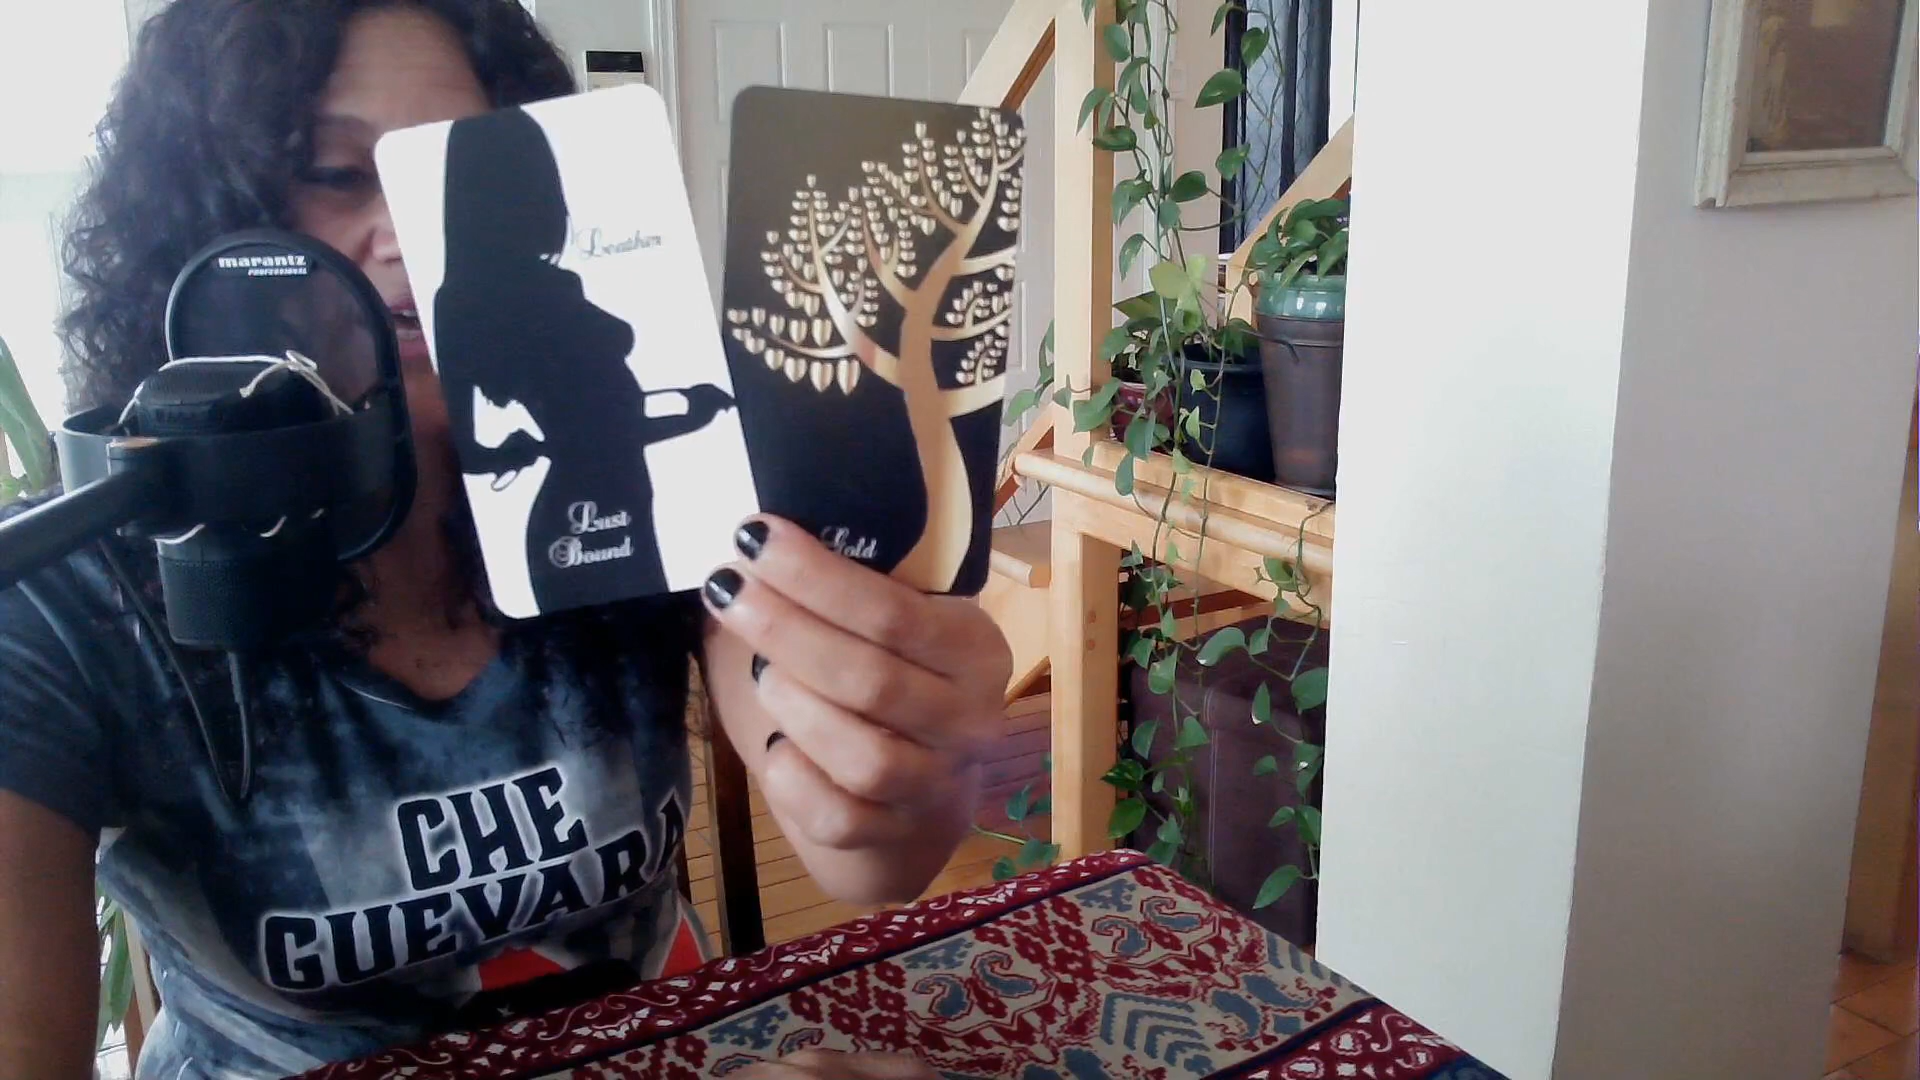 marantz
PROFESSIONAL
Leather
Lust
Bound
Gold
CHE
GUEVARA